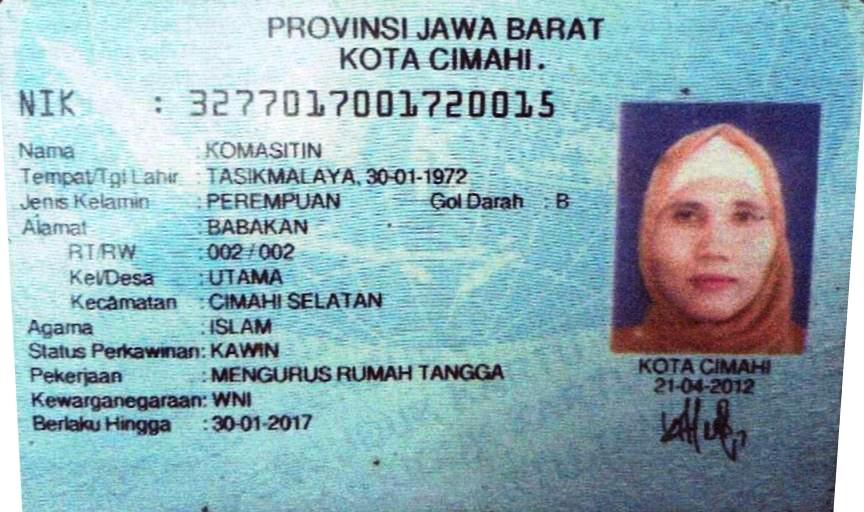 PROVINSI JAWA BARAT
KOTA CIMAHI.
NIK : 3277017001720015
Nama : KOMASITIN
Tempat/Tgl Lahir : TASIKMALAYA, 30-01-1972
Jenis Kelamin : PEREMPUAN Gol Darah : B
Alamat : BABAKAN
RT/RW : 002 / 002
Kel/Desa : UTAMA
Kecamatan : CIMAHI SELATAN
Agama : ISLAM
Status Perkawinan: KAWIN
Pekerjaan : MENGURUS RUMAH TANGGA
Kewarganegaraan: WNI
Berlaku Hingga : 30-01-2017
KOTA CIMAHI
21-04-2012